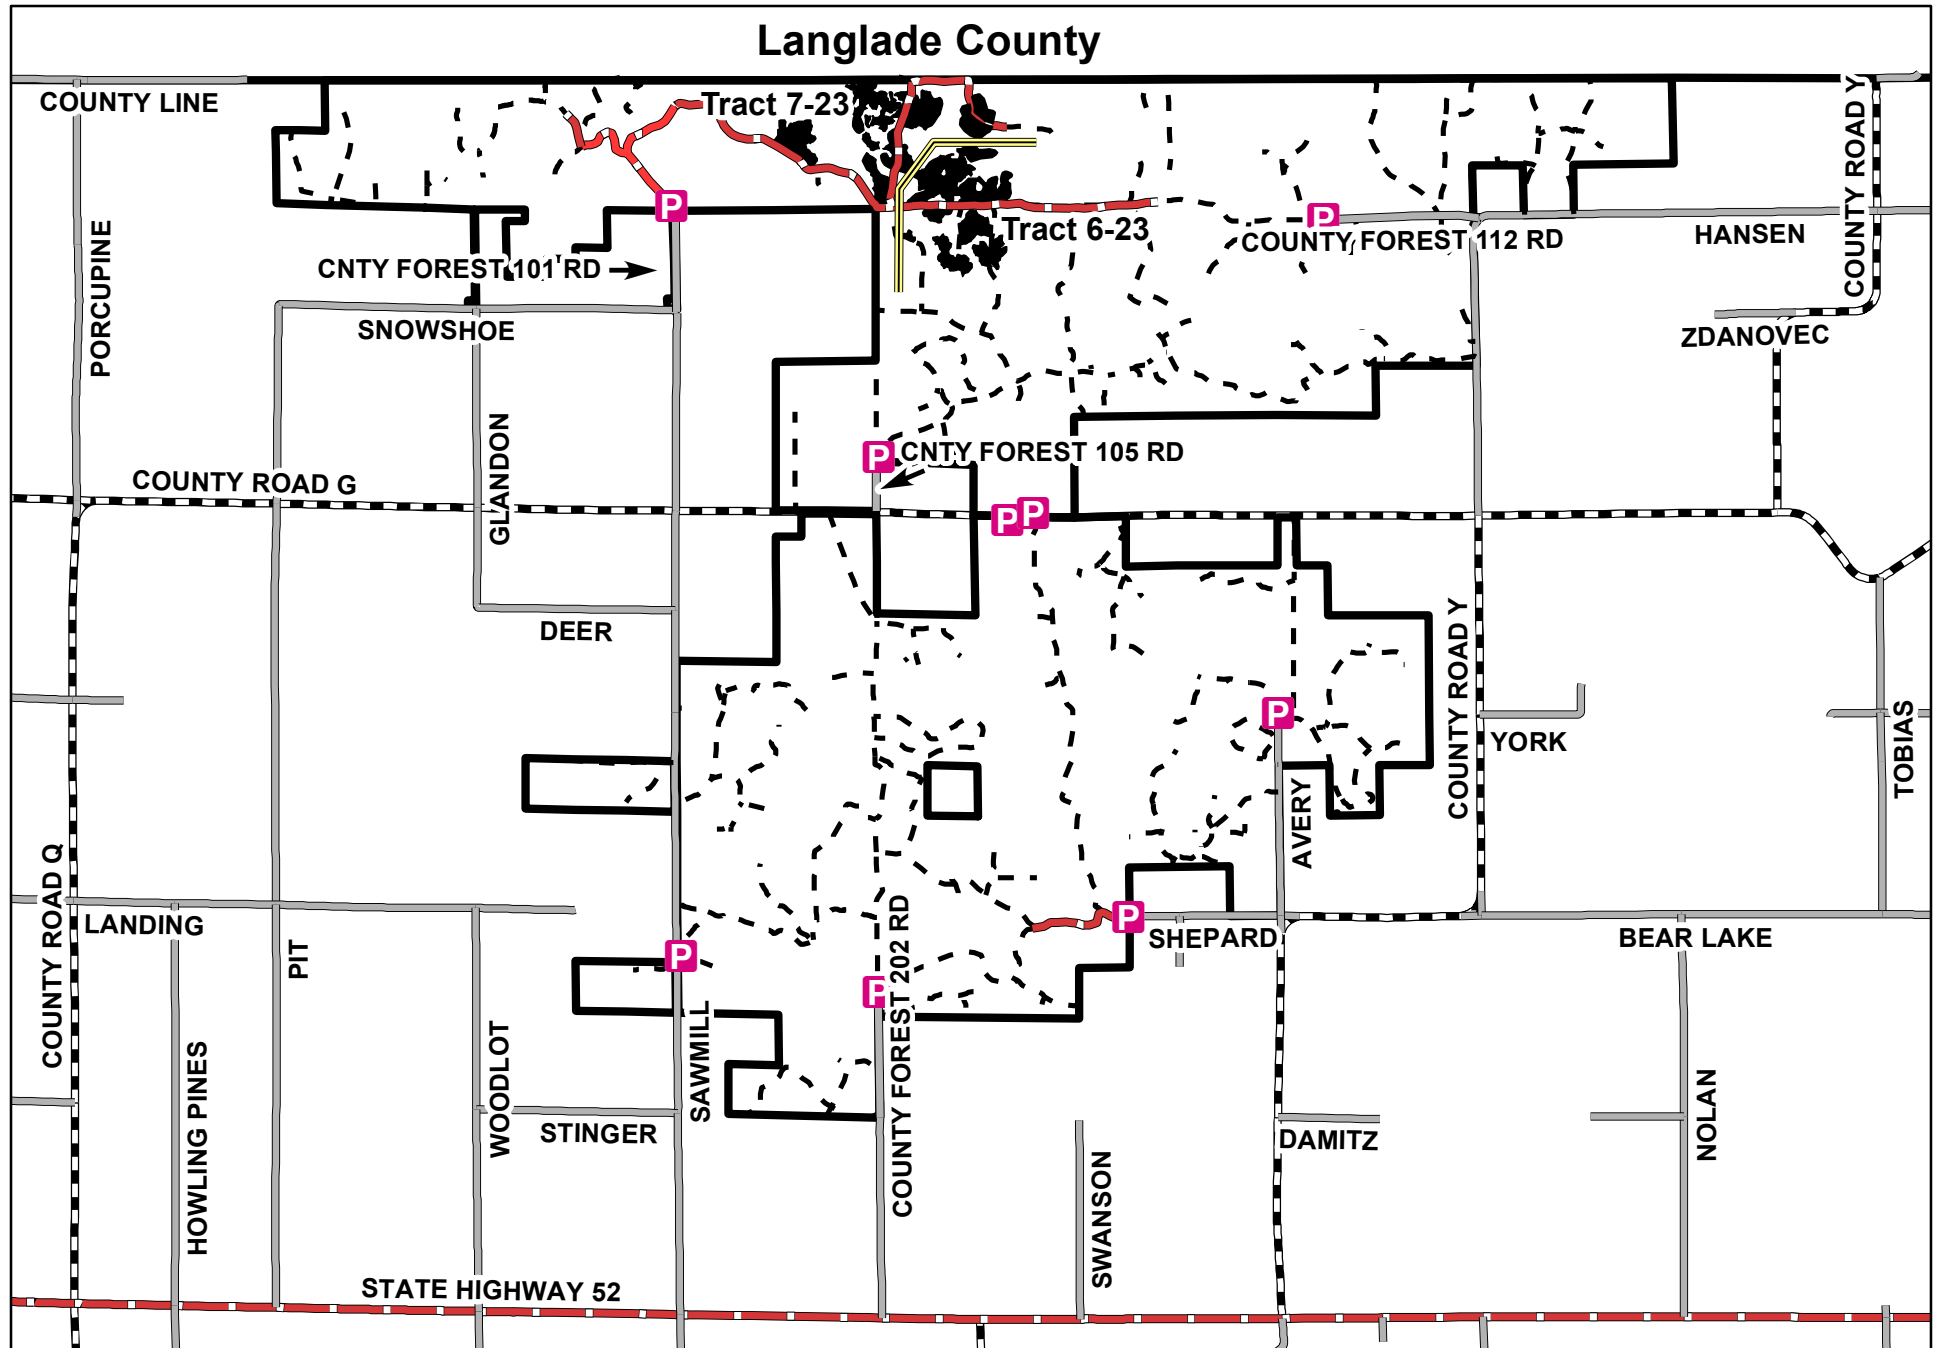 Langlade County
COUNTY LINE
Tract 7-23
COUNTY ROAD Y
P
P
Tract 6-23
COUNTY FOREST 112 RD
HANSEN
PORCUPINE
CNTY FOREST 101 RD
SNOWSHOE
ZDANOVEC
GLANDON
P
CNTY FOREST 105 RD
COUNTY ROAD G
P
P
DEER
COUNTY ROAD Y
P
YORK
TOBIAS
AVERY
COUNTY ROAD Q
LANDING
PIT
P
SHEPARD
BEAR LAKE
P
P
COUNTY FOREST 202 RD
SAWMILL
WOODLOT
HOWLING PINES
STINGER
DAMITZ
NOLAN
SWANSON
STATE HIGHWAY 52